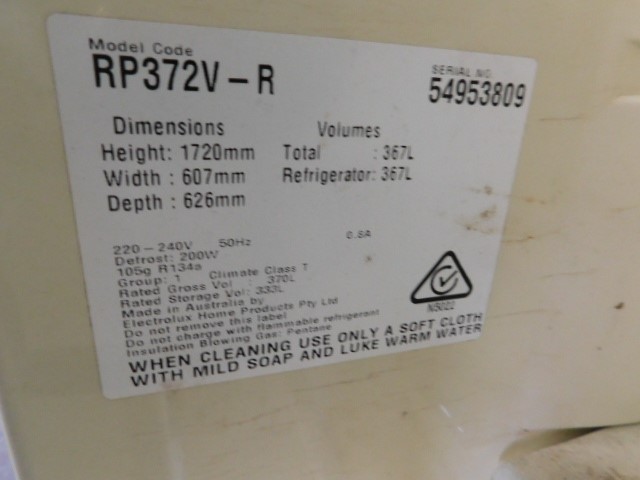 Model Code
RP372V-R
SERIAL NO.
54953809
Dimensions
Height: 1720mm
Width : 607mm
Depth : 626mm
Volumes
Total : 367L
Refrigerator: 367L
220-240V 50Hz 0.8A
Defrost: 200W
105g R134a
Group: 1 Climate Class T
Rated Gross Vol : 370L
Rated Storage Vol: 333L
Made in Australia by
Electrolux Home Products Pty Ltd
Do not remove this label
Do not charge with flammable refrigerant
Insulation Blowing Gas: Pentane
N5022
WHEN CLEANING USE ONLY A SOFT CLOTH
WITH MILD SOAP AND LUKE WARM WATER